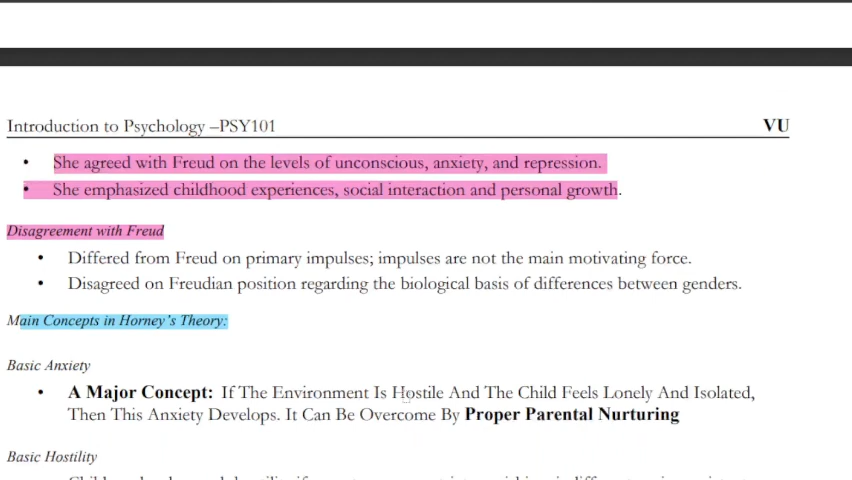 Introduction to Psychology –PSY101 VU
• She agreed with Freud on the levels of unconscious, anxiety, and repression.
• She emphasized childhood experiences, social interaction and personal growth.
Disagreement with Freud
• Differed from Freud on primary impulses; impulses are not the main motivating force.
• Disagreed on Freudian position regarding the biological basis of differences between genders.
Main Concepts in Horney's Theory:
Basic Anxiety
• A Major Concept: If The Environment Is Hostile And The Child Feels Lonely And Isolated,
Then This Anxiety Develops. It Can Be Overcome By Proper Parental Nurturing
Basic Hostility